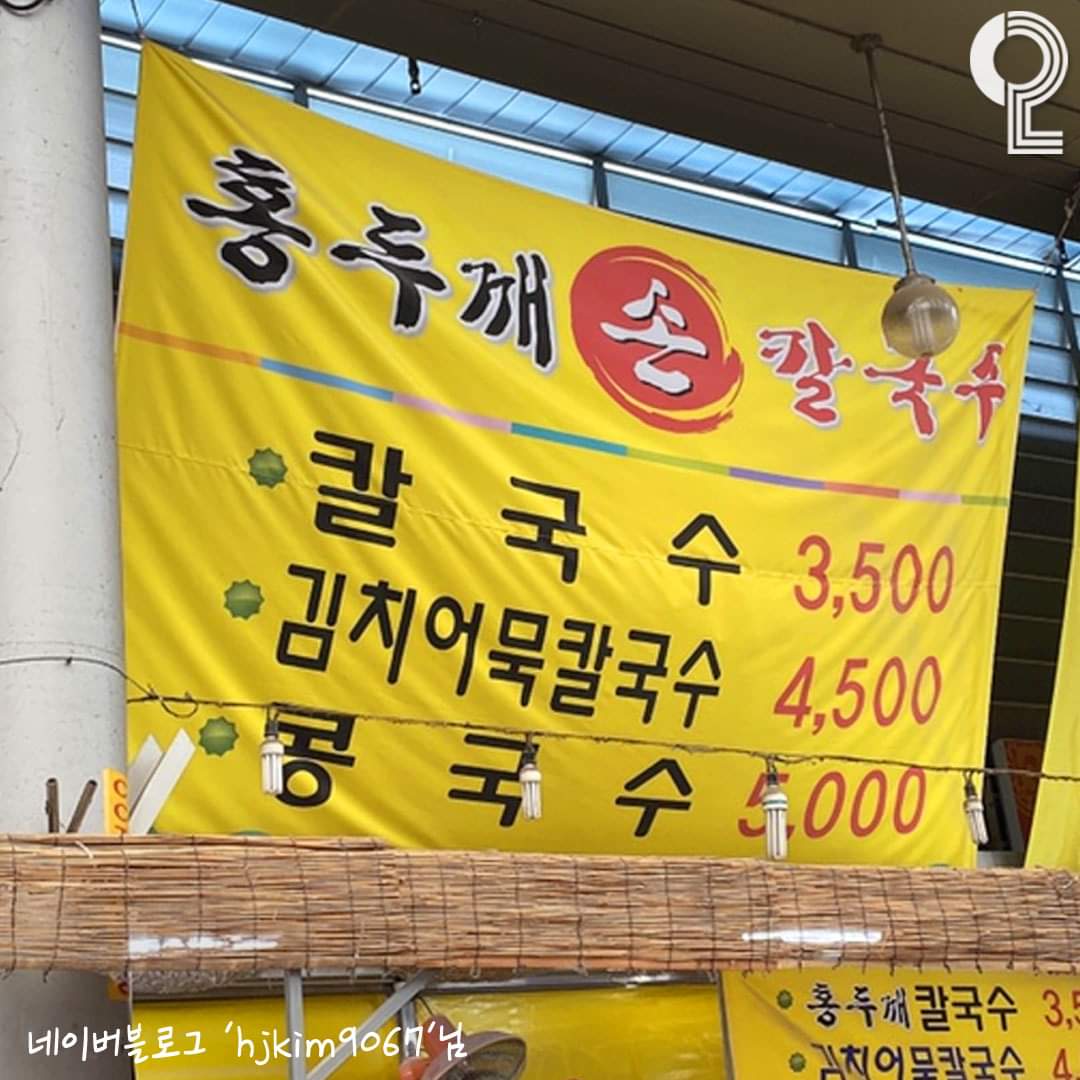 홍두깨 손 칼국수
칼국수 3,500
김치어묵칼국수 4,500
콩국수 5,000
홍두깨 칼국수 3,5
김치어묵칼국수 4,
네이버블로그 'hjkim9067'님